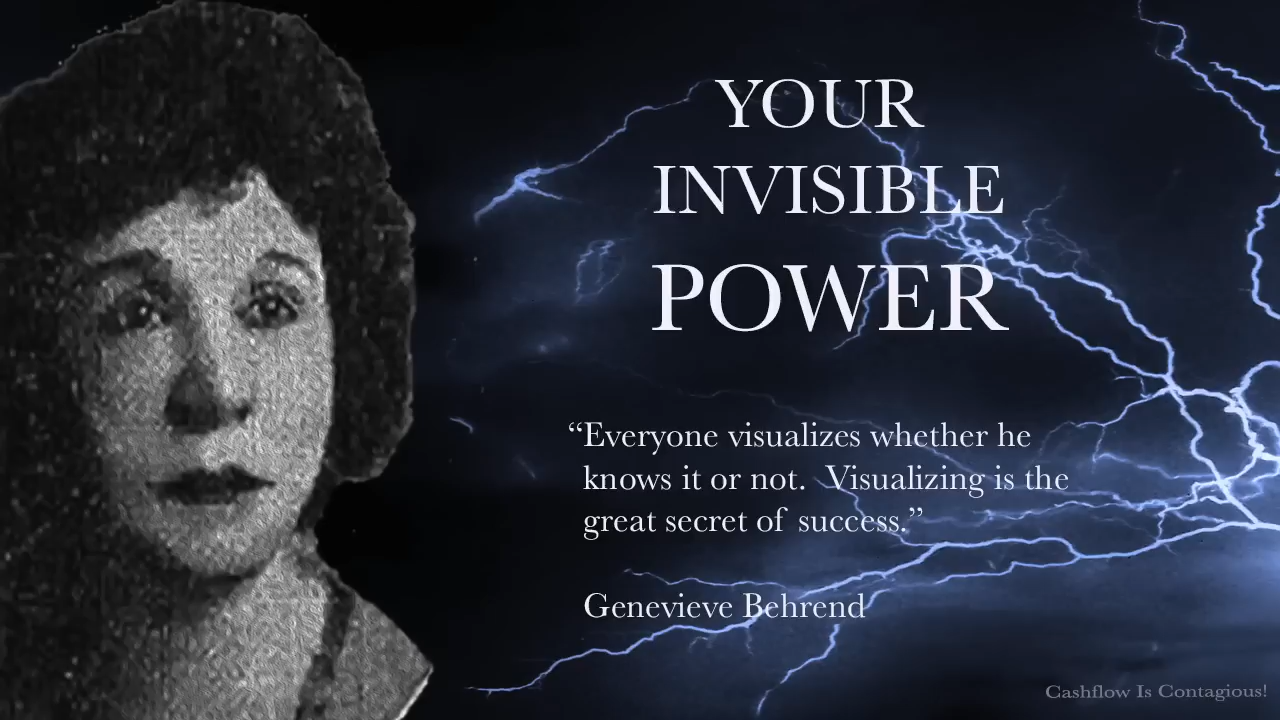 YOUR
INVISIBLE
POWER
“Everyone visualizes whether he
knows it or not.  Visualizing is the
great secret of success.”
Genevieve Behrend
Cashflow Is Contagious!